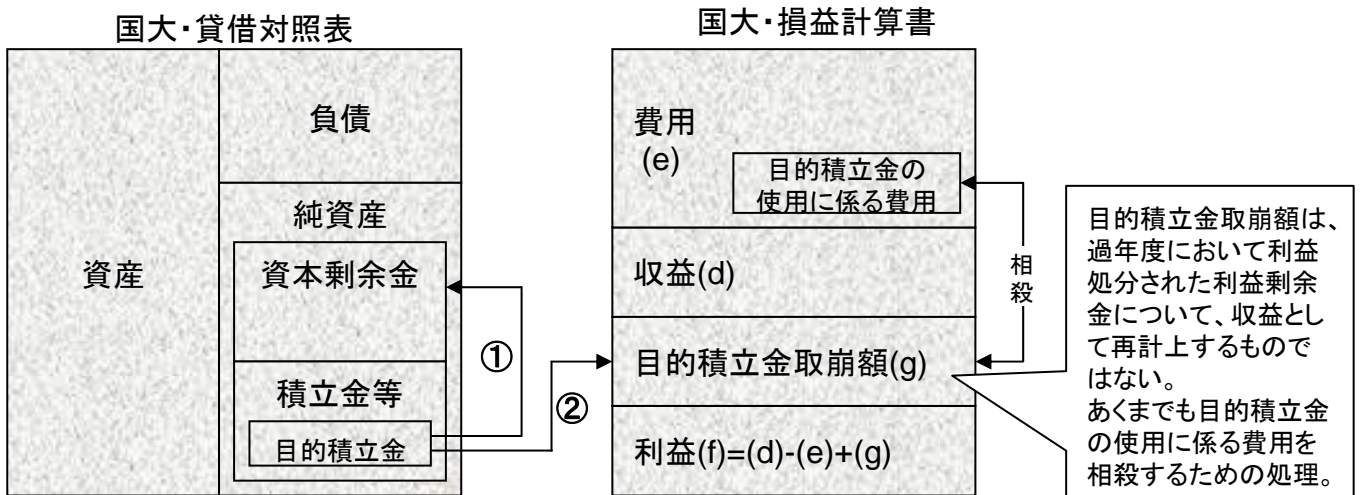 国大・貸借対照表
資産
負債
純資産
資本剰余金
積立金等
目的積立金
①
②
国大・損益計算書
費用
(e)
目的積立金の
使用に係る費用
収益(d)
目的積立金取崩額(g)
利益(f)=(d)-(e)+(g)
相
殺
目的積立金取崩額は、
過年度において利益
処分された利益剰余
金について、収益とし
て再計上するもので
はない。
あくまでも目的積立金
の使用に係る費用を
相殺するための処理。